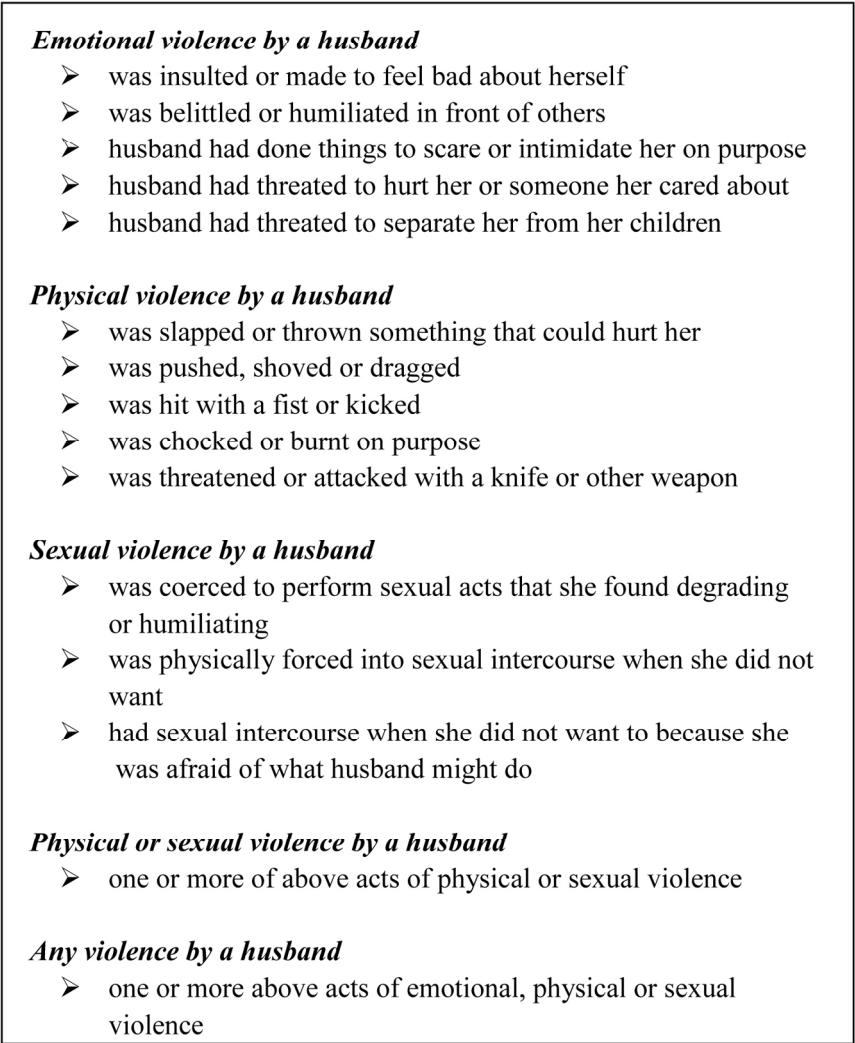 Emotional violence by a husband
➢ was insulted or made to feel bad about herself
➢ was belittled or humiliated in front of others
➢ husband had done things to scare or intimidate her on purpose
➢ husband had threated to hurt her or someone her cared about
➢ husband had threated to separate her from her children
Physical violence by a husband
➢ was slapped or thrown something that could hurt her
➢ was pushed, shoved or dragged
➢ was hit with a fist or kicked
➢ was chocked or burnt on purpose
➢ was threatened or attacked with a knife or other weapon
Sexual violence by a husband
➢ was coerced to perform sexual acts that she found degrading
or humiliating
➢ was physically forced into sexual intercourse when she did not
want
➢ had sexual intercourse when she did not want to because she
was afraid of what husband might do
Physical or sexual violence by a husband
➢ one or more of above acts of physical or sexual violence
Any violence by a husband
➢ one or more above acts of emotional, physical or sexual
violence